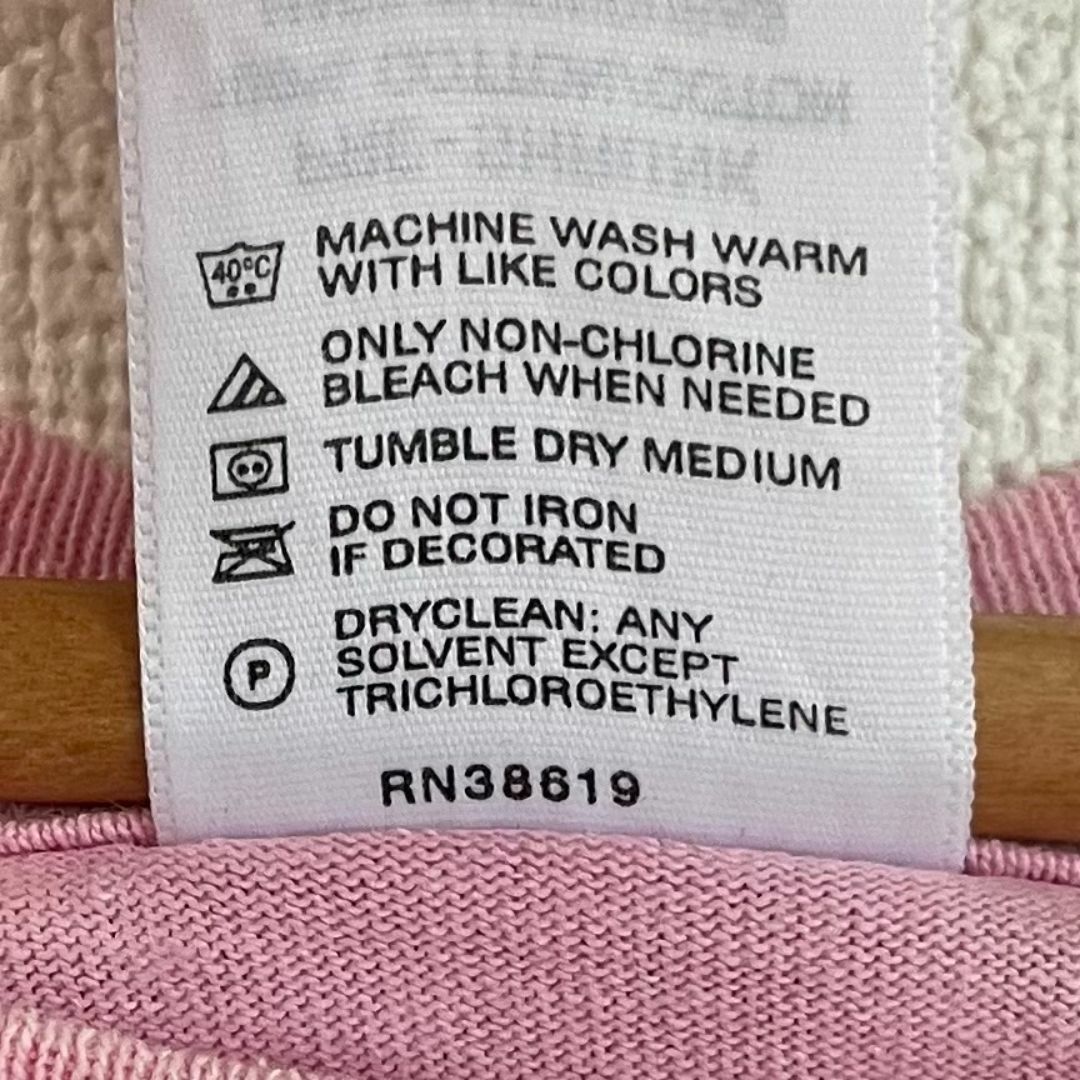 40°C
MACHINE WASH WARM
WITH LIKE COLORS
ONLY NON-CHLORINE
BLEACH WHEN NEEDED
TUMBLE DRY MEDIUM
DO NOT IRON
IF DECORATED
P
DRYCLEAN: ANY
SOLVENT EXCEPT
TRICHLOROETHYLENE
RN38619